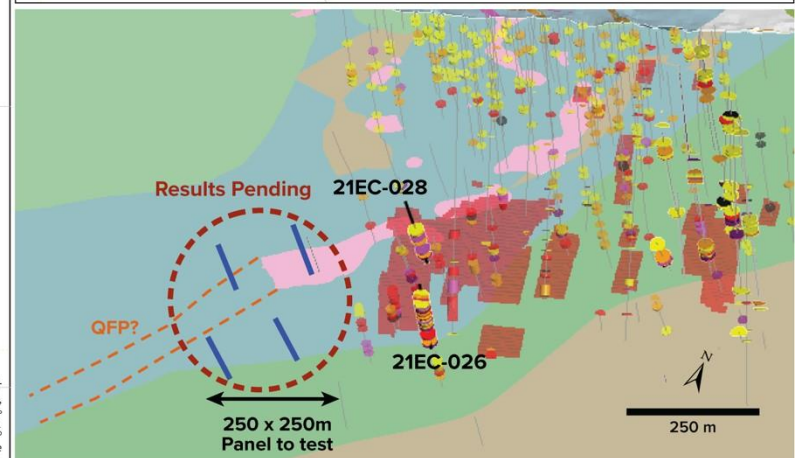 Results Pending
21EC-028
QFP?
21EC-026
250 x 250m
Panel to test
N
250 m